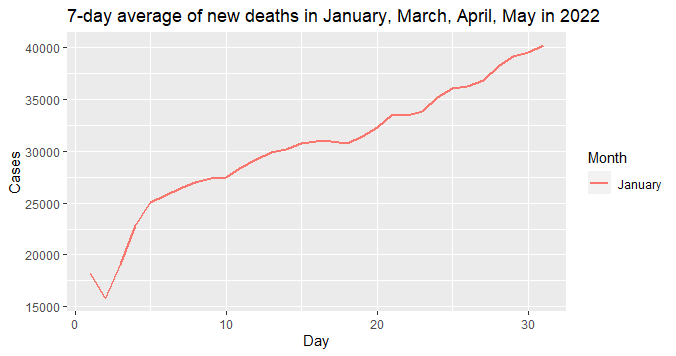 7-day average of new deaths in January, March, April, May in 2022
40000
35000
30000
25000
20000
15000
Cases
0
10
20
30
Day
Month
January